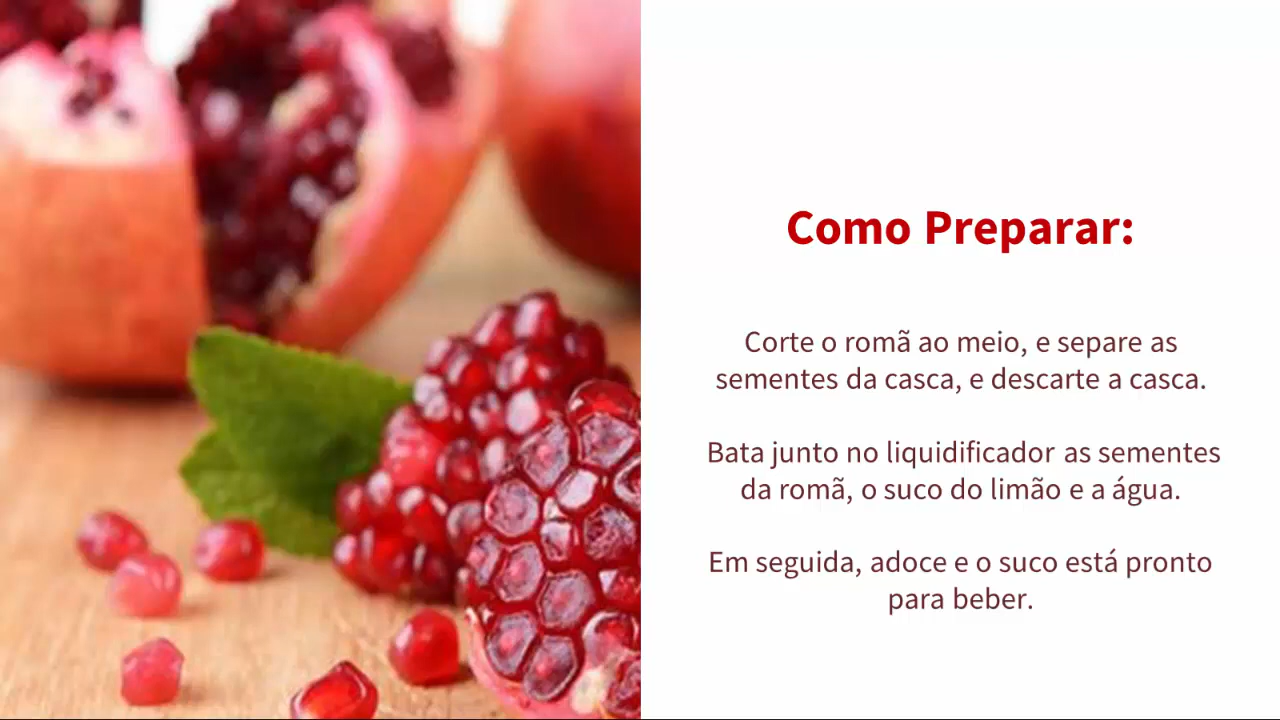 Como Preparar:
Corte o romã ao meio, e separe as
sementes da casca, e descarte a casca.
Bata junto no liquidificador as sementes
da romã, o suco do limão e a água.
Em seguida, adoce e o suco está pronto
para beber.